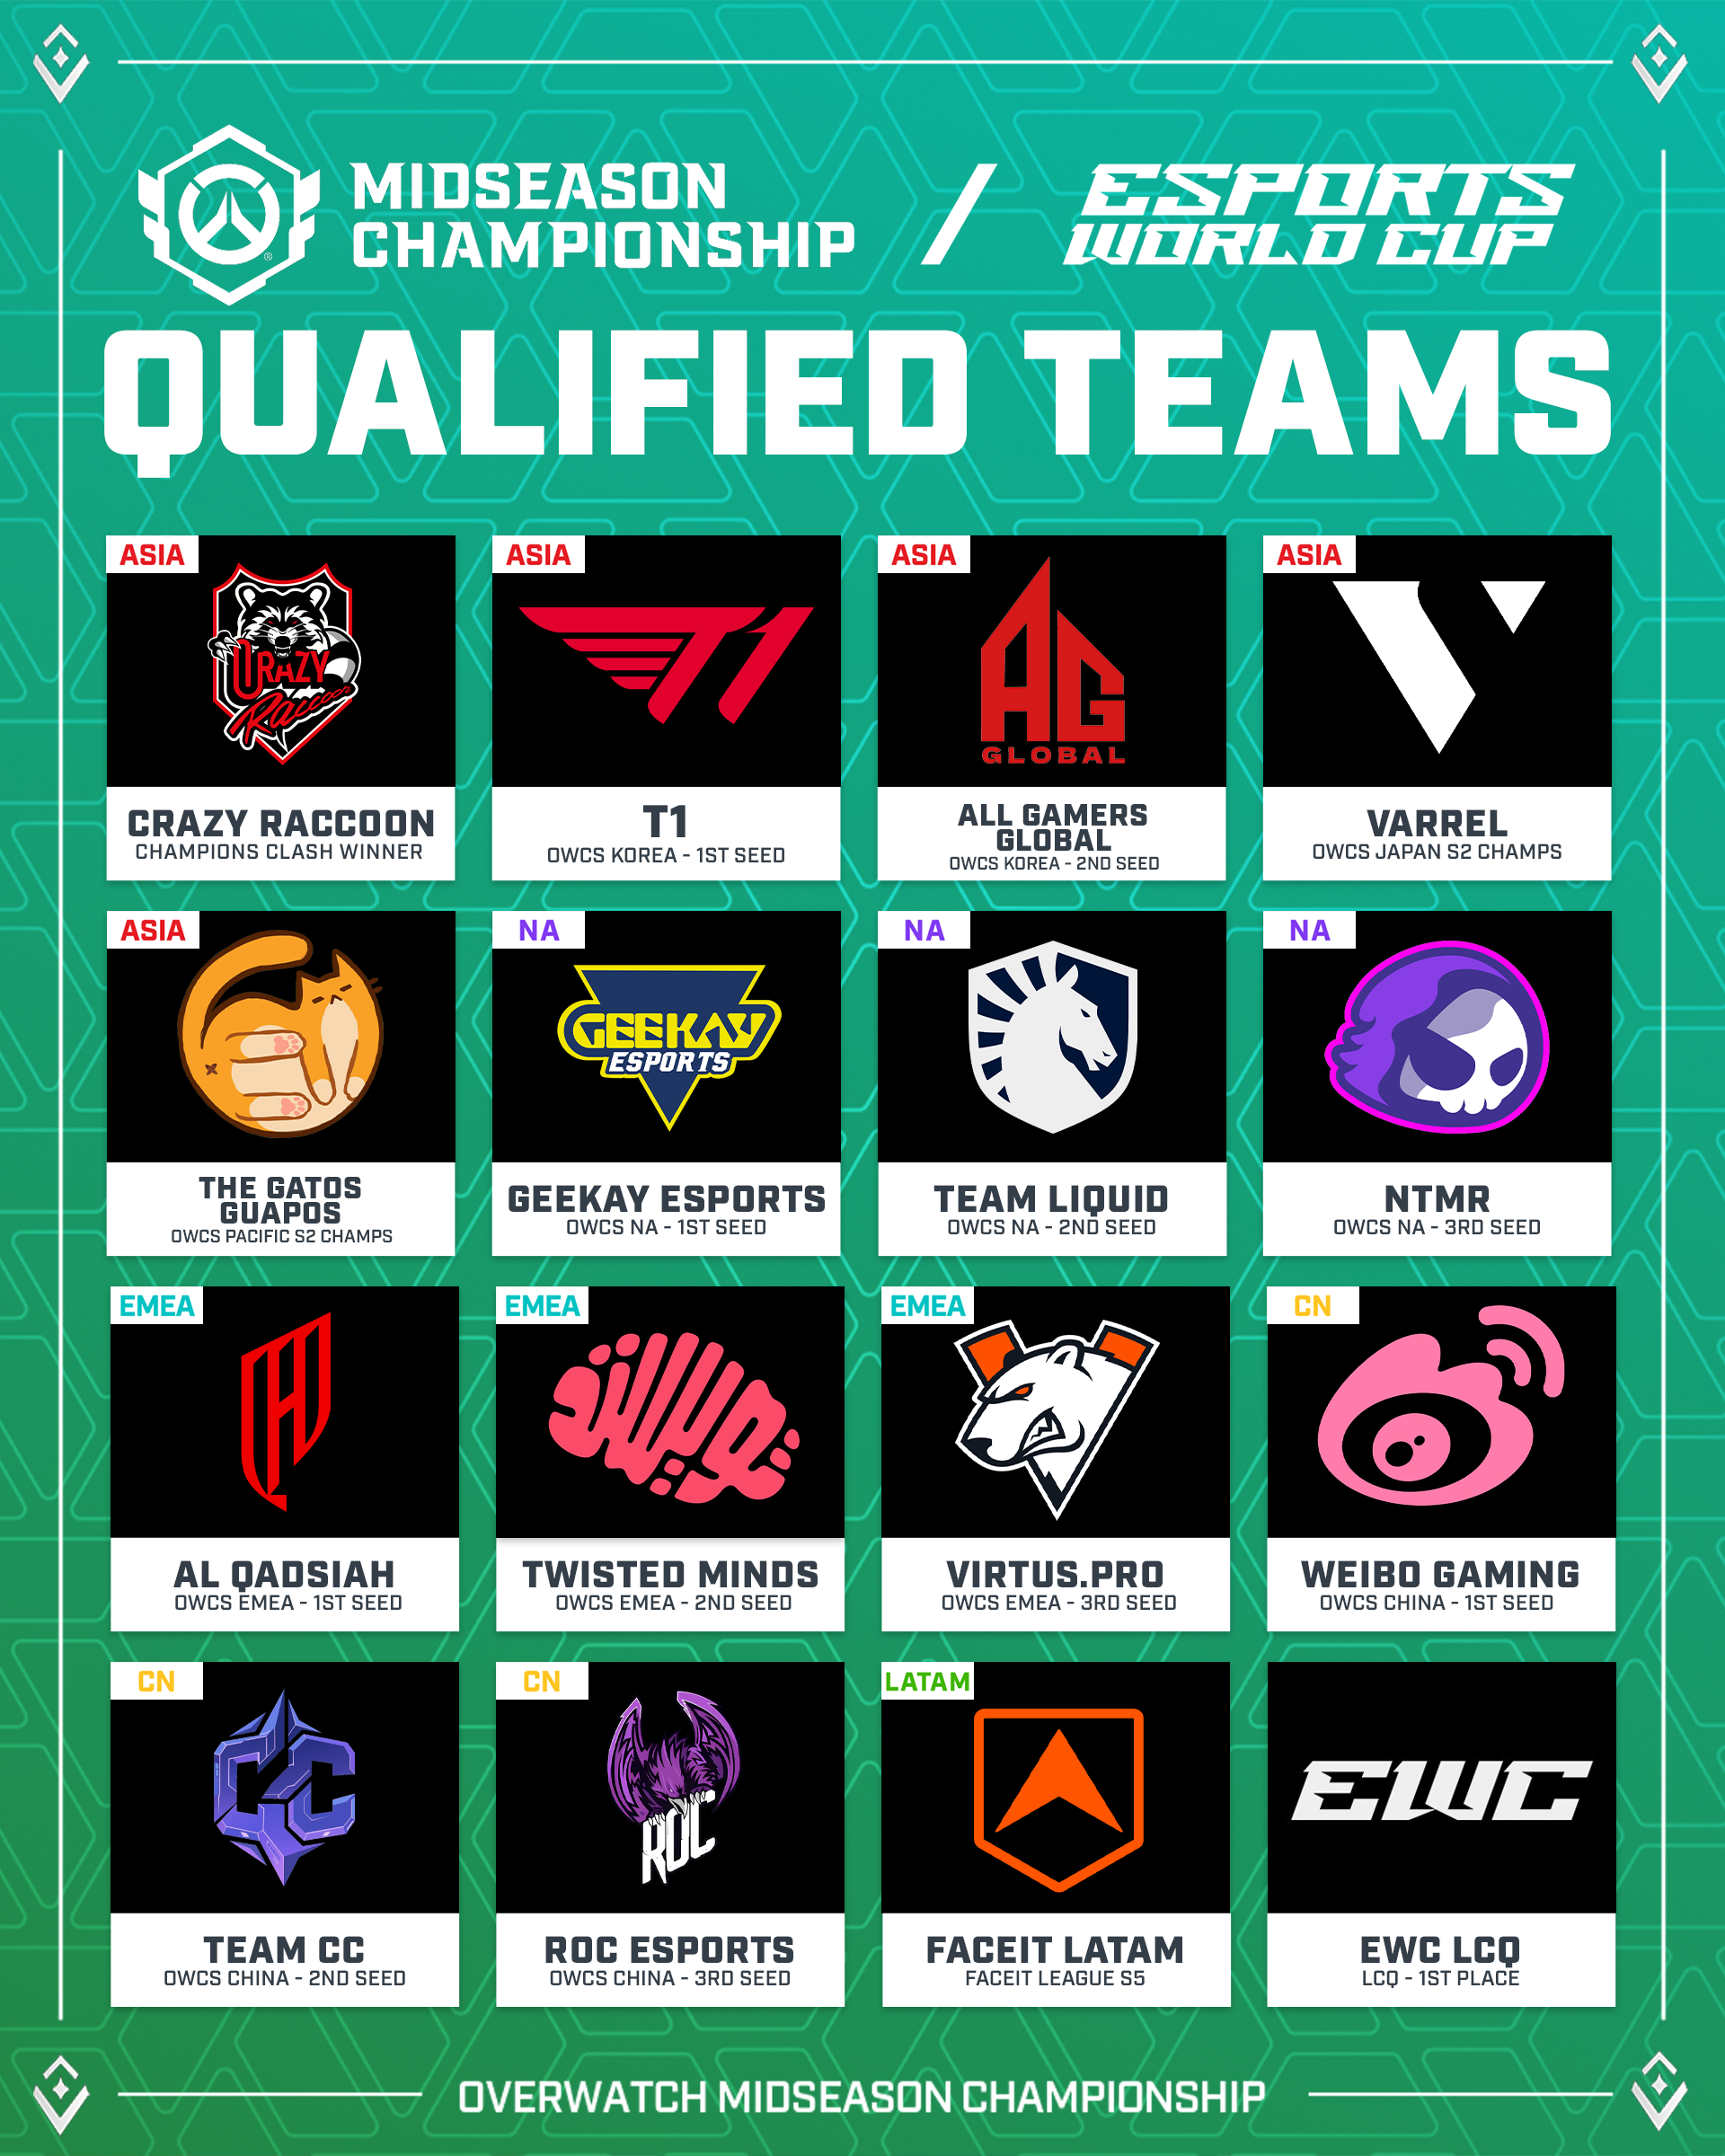 MIDSEASON
CHAMPIONSHIP
ESPORTS
WORLD CUP
QUALIFIED TEAMS
ASIA
CRAZY
Raccoon
CRAZY RACCOON
CHAMPIONS CLASH WINNER
ASIA
T1
T1
OWCS KOREA - 1ST SEED
ASIA
AG
GLOBAL
ALL GAMERS
GLOBAL
OWCS KOREA - 2ND SEED
ASIA
VARREL
OWCS JAPAN S2 CHAMPS
ASIA
THE GATOS
GUAPOS
OWCS PACIFIC S2 CHAMPS
NA
GEEKAY
ESPORTS
GEEKAY ESPORTS
OWCS NA - 1ST SEED
NA
TEAM LIQUID
OWCS NA - 2ND SEED
NA
NTMR
OWCS NA - 3RD SEED
EMEA
AL QADSIAH
OWCS EMEA - 1ST SEED
EMEA
TWISTED MINDS
OWCS EMEA - 2ND SEED
EMEA
VIRTUS.PRO
OWCS EMEA - 3RD SEED
CN
WEIBO GAMING
OWCS CHINA - 1ST SEED
CN
CC
TEAM CC
OWCS CHINA - 2ND SEED
CN
ROC
ROC ESPORTS
OWCS CHINA - 3RD SEED
LATAM
FACEIT LATAM
FACEIT LEAGUE S5
EWC
EWC LCQ
LCQ - 1ST PLACE
OVERWATCH MIDSEASON CHAMPIONSHIP